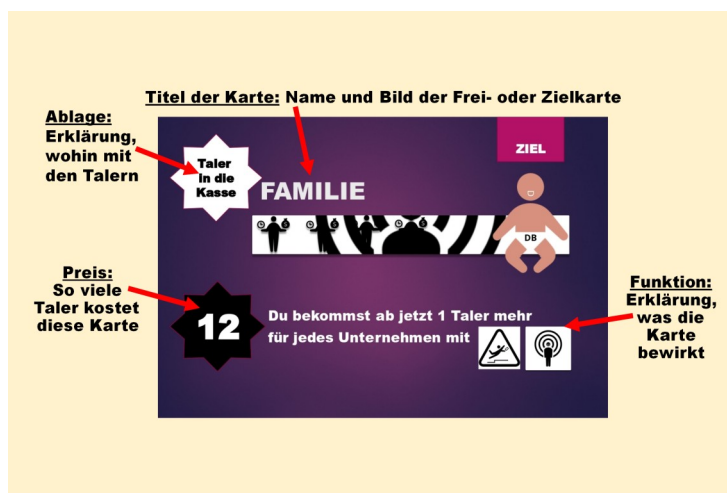 Titel der Karte: Name und Bild der Frei- oder Zielkarte
Ablage:
Erklärung,
wohin mit
den Talern
Taler
in die
Kasse
ZIEL
FAMILIE
DB
Preis:
So viele
Taler kostet
diese Karte
12
Du bekommst ab jetzt 1 Taler mehr
für jedes Unternehmen mit
Funktion:
Erklärung,
was die
Karte
bewirkt